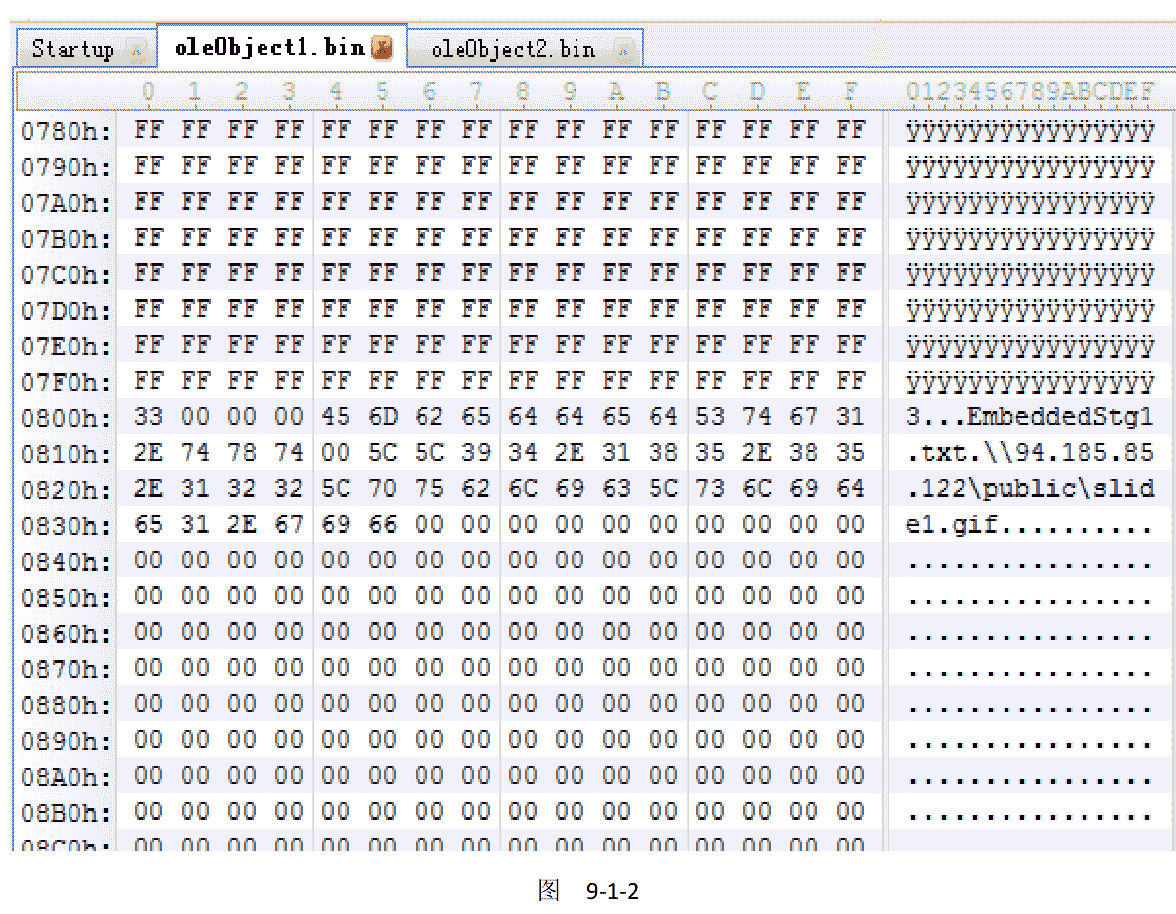 Startup oleObject1.bin oleObject2.bin
0 1 2 3 4 5 6 7 8 9 A B C D E F 0123456789ABCDEF
0780h: FF FF FF FF FF FF FF FF FF FF FF FF FF FF FF FF ÿÿÿÿÿÿÿÿÿÿÿÿÿÿÿÿ
0790h: FF FF FF FF FF FF FF FF FF FF FF FF FF FF FF FF ÿÿÿÿÿÿÿÿÿÿÿÿÿÿÿÿ
07A0h: FF FF FF FF FF FF FF FF FF FF FF FF FF FF FF FF ÿÿÿÿÿÿÿÿÿÿÿÿÿÿÿÿ
07B0h: FF FF FF FF FF FF FF FF FF FF FF FF FF FF FF FF ÿÿÿÿÿÿÿÿÿÿÿÿÿÿÿÿ
07C0h: FF FF FF FF FF FF FF FF FF FF FF FF FF FF FF FF ÿÿÿÿÿÿÿÿÿÿÿÿÿÿÿÿ
07D0h: FF FF FF FF FF FF FF FF FF FF FF FF FF FF FF FF ÿÿÿÿÿÿÿÿÿÿÿÿÿÿÿÿ
07E0h: FF FF FF FF FF FF FF FF FF FF FF FF FF FF FF FF ÿÿÿÿÿÿÿÿÿÿÿÿÿÿÿÿ
07F0h: FF FF FF FF FF FF FF FF FF FF FF FF FF FF FF FF ÿÿÿÿÿÿÿÿÿÿÿÿÿÿÿÿ
0800h: 33 00 00 00 45 6D 62 65 64 64 65 64 53 74 67 31 3...EmbeddedStg1
0810h: 2E 74 78 74 00 5C 5C 39 34 2E 31 38 35 2E 38 35 .txt.\\94.185.85
0820h: 2E 31 32 32 5C 70 75 62 6C 69 63 5C 73 6C 69 64 .122\public\slid
0830h: 65 31 2E 67 69 66 00 00 00 00 00 00 00 00 00 00 e1.gif..........
0840h: 00 00 00 00 00 00 00 00 00 00 00 00 00 00 00 00 ................
0850h: 00 00 00 00 00 00 00 00 00 00 00 00 00 00 00 00 ................
0860h: 00 00 00 00 00 00 00 00 00 00 00 00 00 00 00 00 ................
0870h: 00 00 00 00 00 00 00 00 00 00 00 00 00 00 00 00 ................
0880h: 00 00 00 00 00 00 00 00 00 00 00 00 00 00 00 00 ................
0890h: 00 00 00 00 00 00 00 00 00 00 00 00 00 00 00 00 ................
08A0h: 00 00 00 00 00 00 00 00 00 00 00 00 00 00 00 00 ................
08B0h: 00 00 00 00 00 00 00 00 00 00 00 00 00 00 00 00 ................
08C0h: 00 00 00 00 00 00 00 00 00 00 00 00 00 00 00 00
图 9-1-2